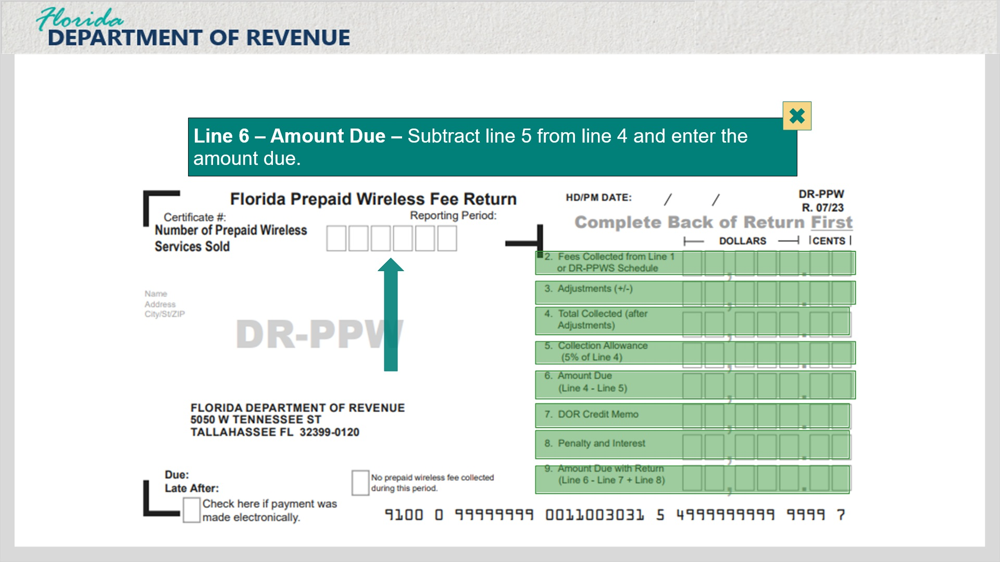 Florida
DEPARTMENT OF REVENUE
Line 6 – Amount Due – Subtract line 5 from line 4 and enter the
amount due.
Florida Prepaid Wireless Fee Return
Certificate #:
Reporting Period:
Number of Prepaid Wireless
Services Sold
HD/PM DATE: / /
DR-PPW
R. 07/23
Complete Back of Return First
DOLLARS
CENTS
2. Fees Collected from Line 1
or DR-PPWS Schedule
3. Adjustments (+/-)
4. Total Collected (after
Adjustments)
5. Collection Allowance
(5% of Line 4)
6. Amount Due
(Line 4 - Line 5)
7. DOR Credit Memo
8. Penalty and Interest
9. Amount Due with Return
(Line 6 - Line 7 + Line 8)
Name
Address
City/St/ZIP
DR-PPW
FLORIDA DEPARTMENT OF REVENUE
5050 W TENNESSEE ST
TALLAHASSEE FL 32399-0120
Due:
Late After:
Check here if payment was
made electronically.
No prepaid wireless fee collected
during this period.
9100 0 99999999 0011003031 5 4999999999 9999 7